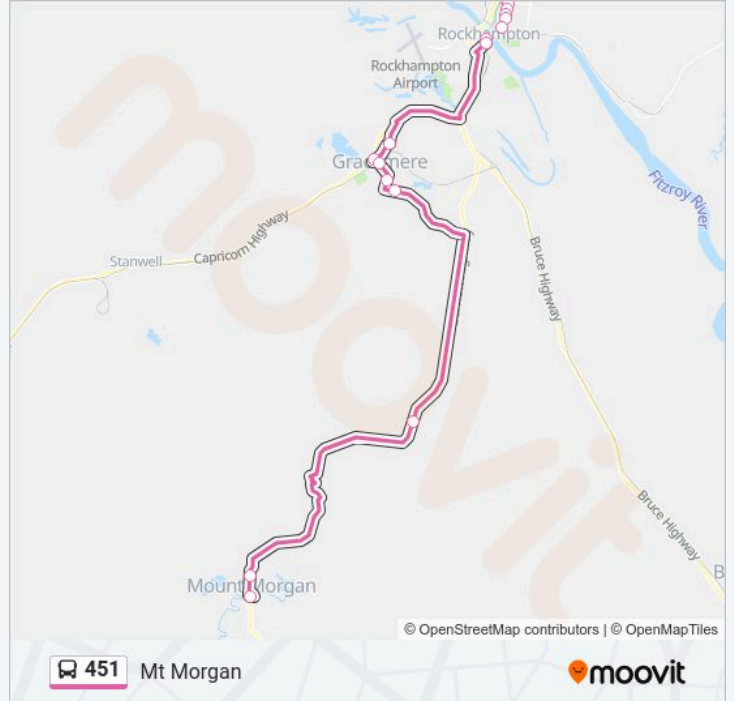 Rockhampton
Rockhampton
Airport
Gracemere
Fitzroy River
Capricorn Highway
Stanwell
Bruce Highway
moovit
Bruce Highway
B
Mount Morgan
© OpenStreetMap contributors | © OpenMapTiles
451 Mt Morgan
moovit